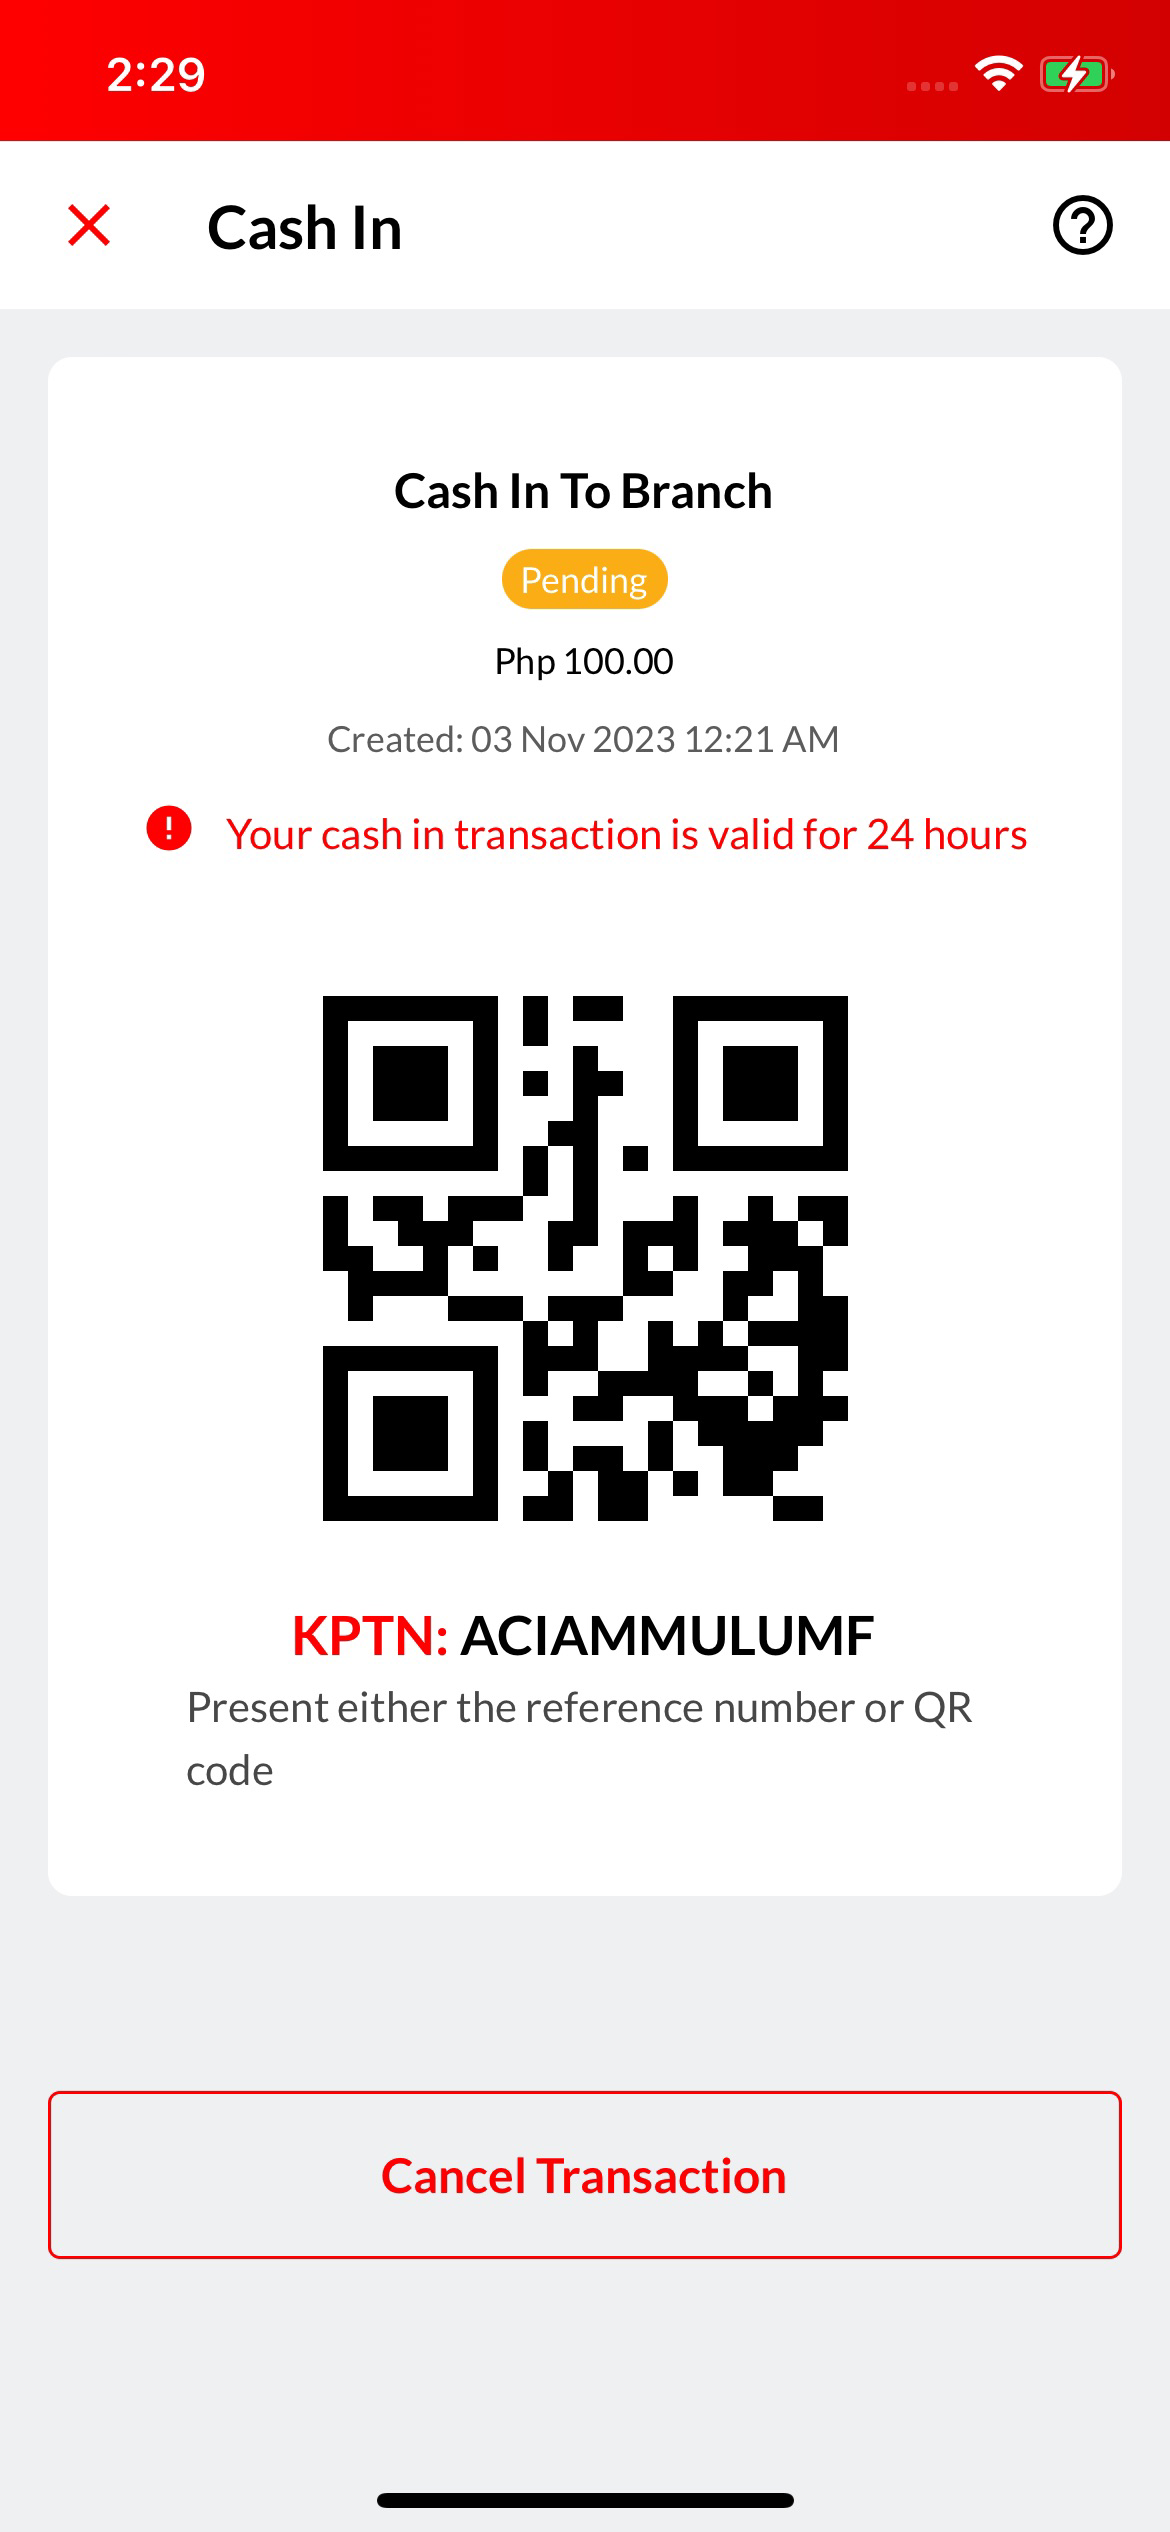 2:29
Cash In
Cash In To Branch
Pending
Php 100.00
Created: 03 Nov 2023 12:21 AM
Your cash in transaction is valid for 24 hours
KPTN: ACIAMMULUMF
Present either the reference number or QR
code
Cancel Transaction